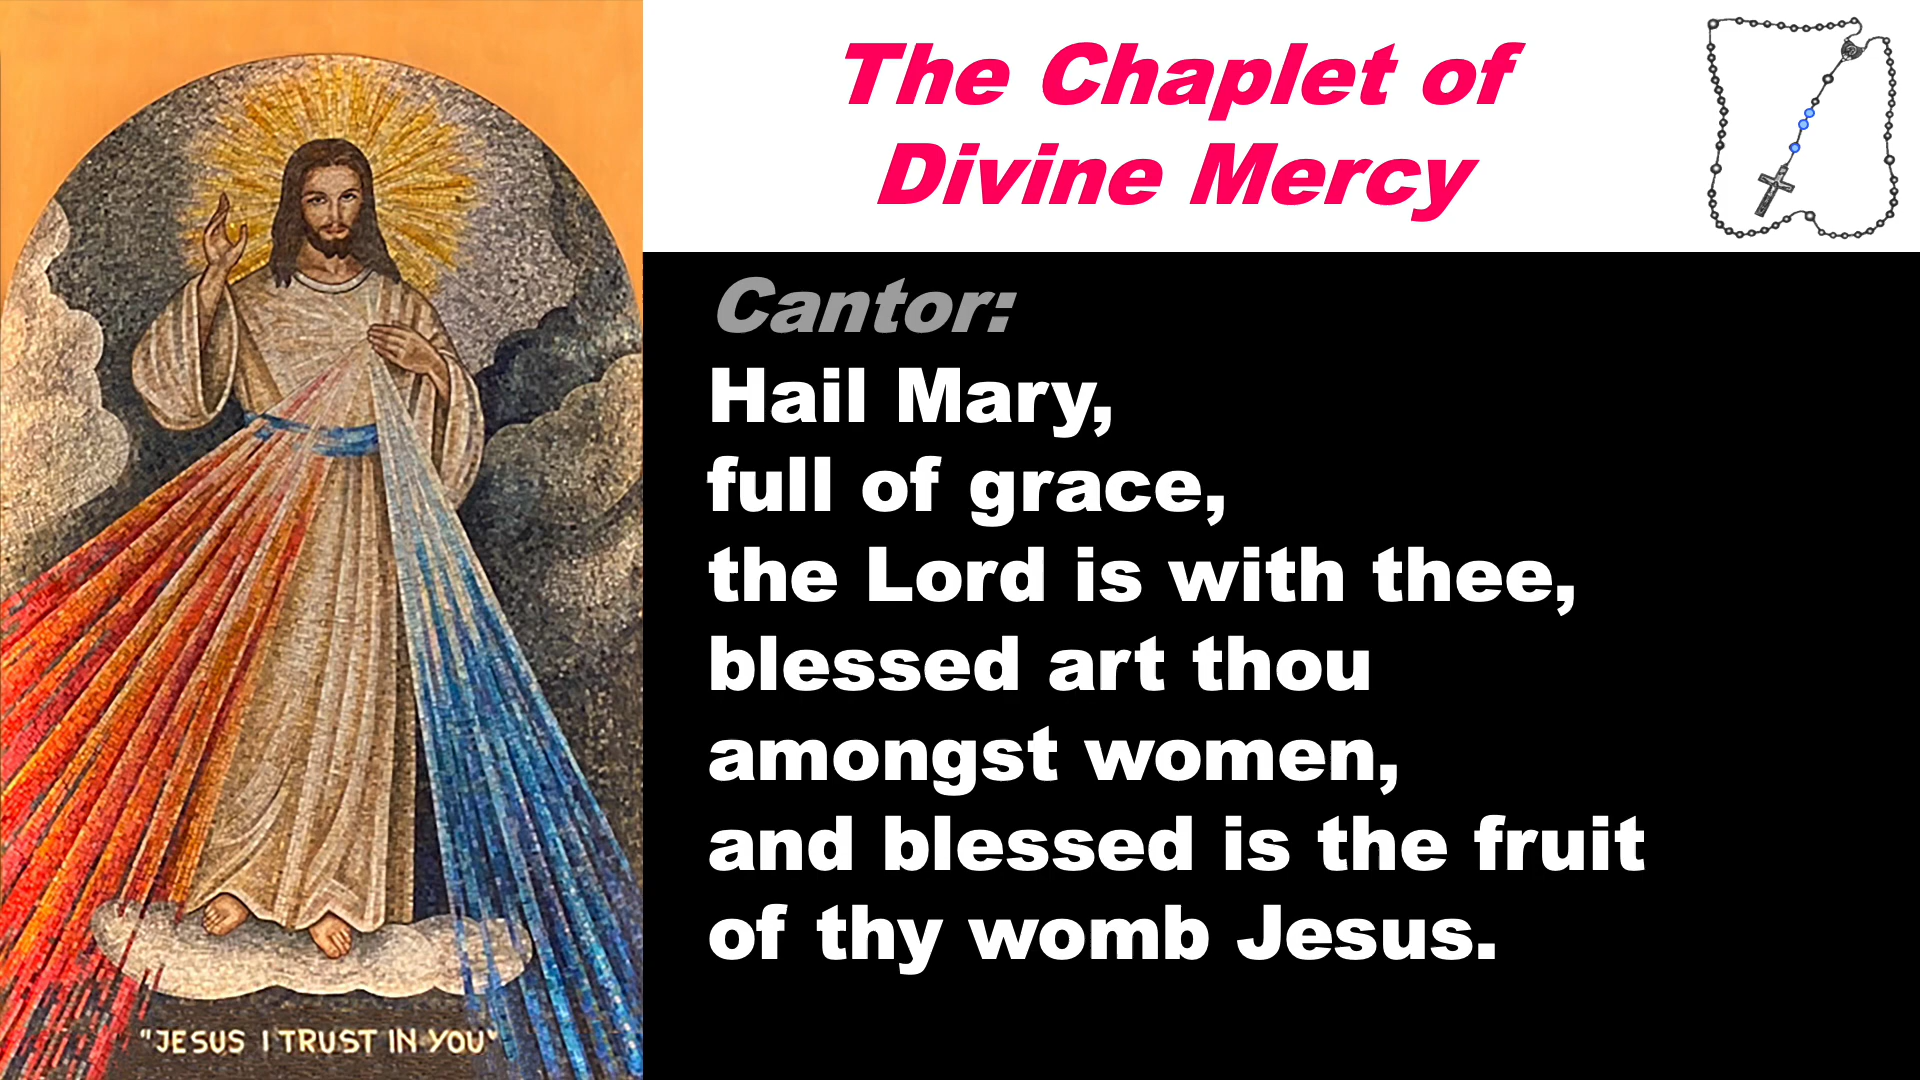 The Chaplet of
Divine Mercy
Cantor:
Hail Mary,
full of grace,
the Lord is with thee,
blessed art thou
amongst women,
and blessed is the fruit
of thy womb Jesus.
"JESUS I TRUST IN YOU"